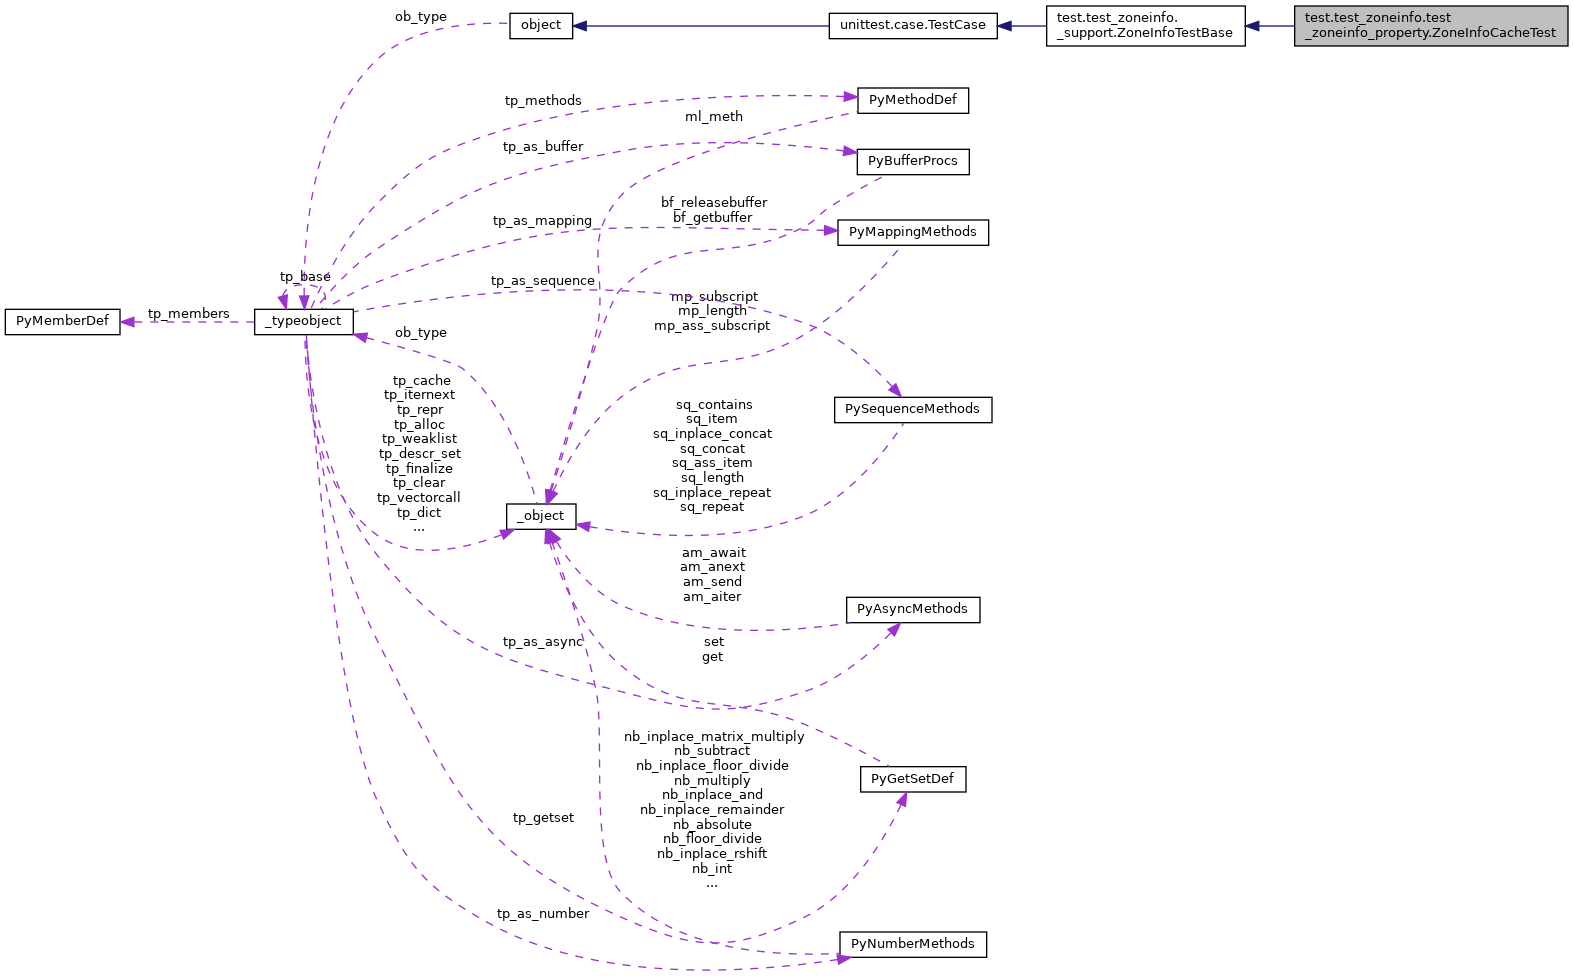 ob_type
object
unittest.case.TestCase
test.test_zoneinfo.
_support.ZoneInfoTestBase
test.test_zoneinfo.test
_zoneinfo_property.ZoneInfoCacheTest
tp_methods
PyMethodDef
ml_meth
tp_as_buffer
PyBufferProcs
bf_releasebuffer
bf_getbuffer
tp_as_mapping
PyMappingMethods
tp_base
tp_as_sequence
mp_subscript
mp_length
mp_ass_subscript
PyMemberDef
tp_members
_typeobject
ob_type
tp_cache
tp_iternext
tp_repr
tp_alloc
tp_weaklist
tp_descr_set
tp_finalize
tp_clear
tp_vectorcall
tp_dict
...
sq_contains
sq_item
sq_inplace_concat
sq_concat
sq_ass_item
sq_length
sq_inplace_repeat
sq_repeat
PySequenceMethods
_object
am_await
am_anext
am_send
am_aiter
PyAsyncMethods
tp_as_async
set
get
nb_inplace_matrix_multiply
nb_subtract
nb_inplace_floor_divide
nb_multiply
nb_inplace_and
nb_inplace_remainder
nb_absolute
nb_floor_divide
nb_inplace_rshift
nb_int
...
PyGetSetDef
tp_getset
tp_as_number
PyNumberMethods